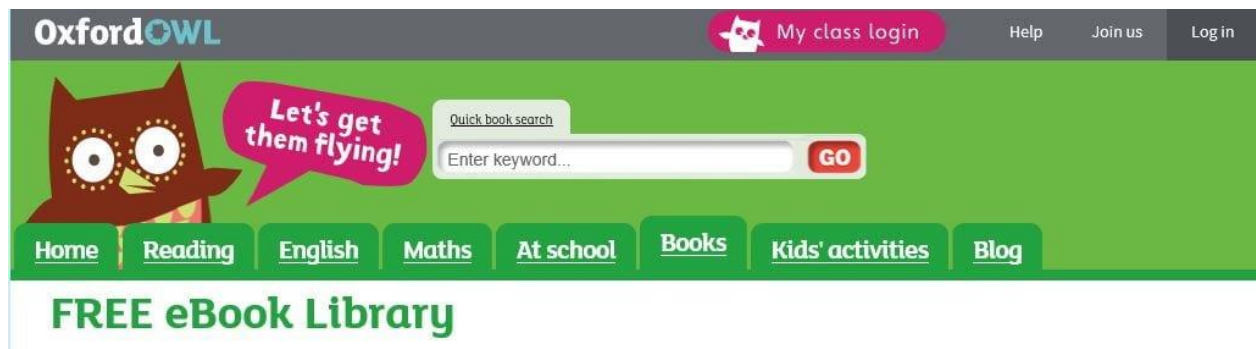 OxfordOWL
My class login
Help
Join us
Log in
Let's get
them flying!
Quick book search
Enter keyword...
GO
Home
Reading
English
Maths
At school
Books
Kids' activities
Blog
FREE eBook Library